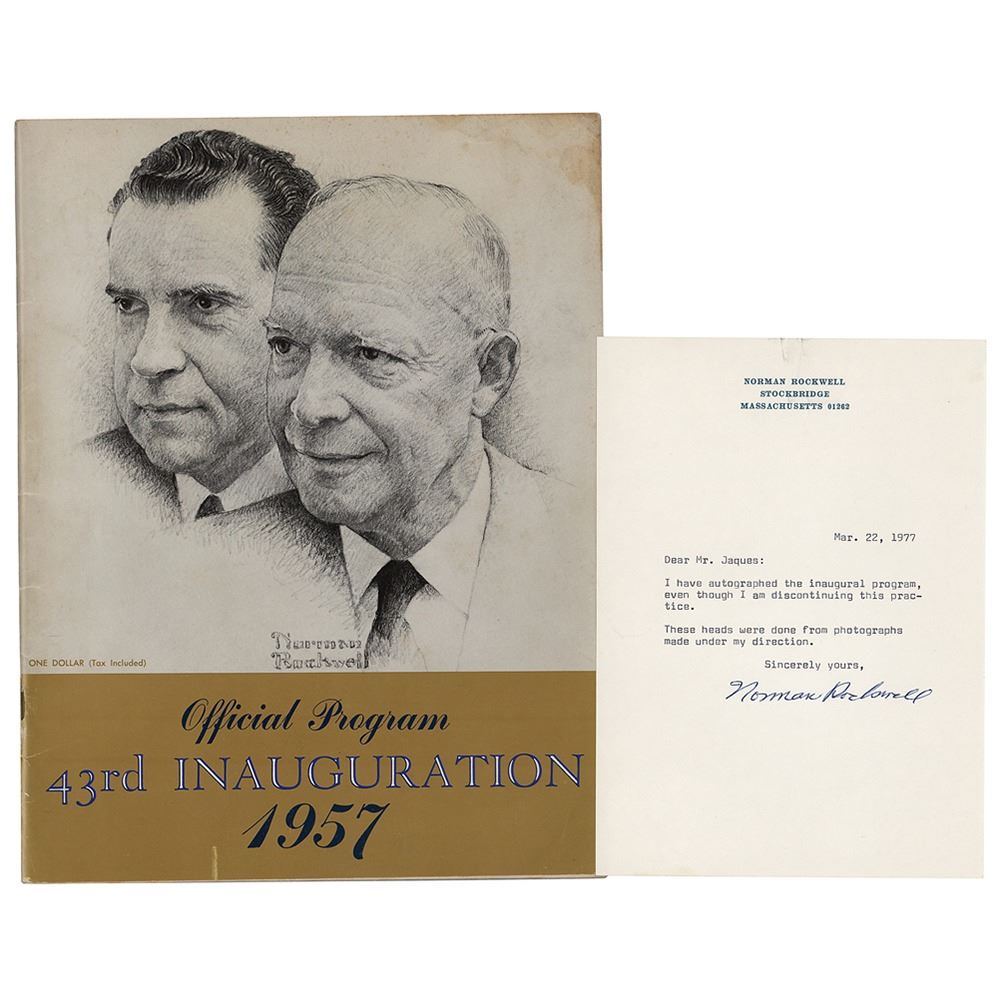 Norman
Rockwell
ONE DOLLAR (Tax Included)
Official Program
43rd INAUGURATION
1957
NORMAN ROCKWELL
STOCKBRIDGE
MASSACHUSETTS 01262
Mar. 22, 1977
Dear Mr. Jaques:
I have autographed the inaugural program,
even though I am discontinuing this prac-
tice.
These heads were done from photographs
made under my direction.
Sincerely yours,
Norman Rockwell